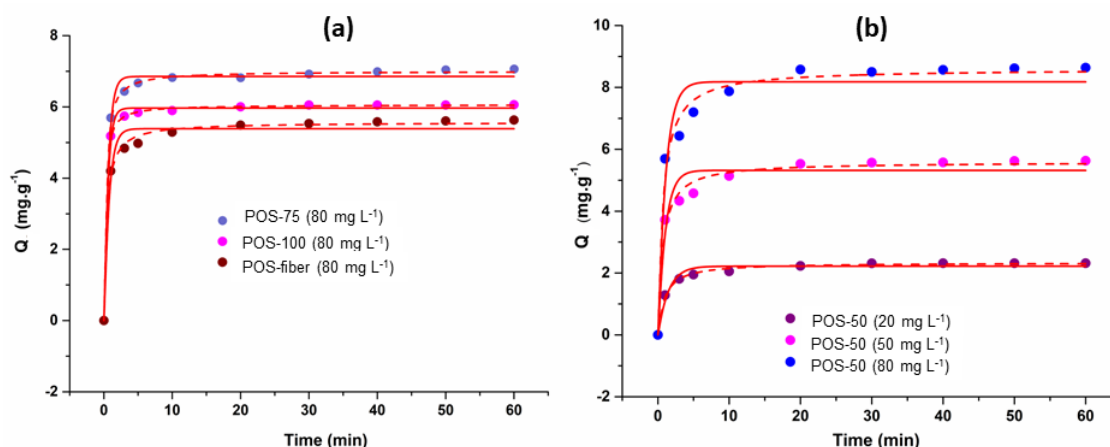 (a)
8
6
4
2
0
-2
Q (mg.g⁻¹)
POS-75 (80 mg L⁻¹)
POS-100 (80 mg L⁻¹)
POS-fiber (80 mg L⁻¹)
0 10 20 30 40 50 60
Time (min)
(b)
10
8
6
4
2
0
-2
Q (mg.g⁻¹)
POS-50 (20 mg L⁻¹)
POS-50 (50 mg L⁻¹)
POS-50 (80 mg L⁻¹)
0 10 20 30 40 50 60
Time (min)